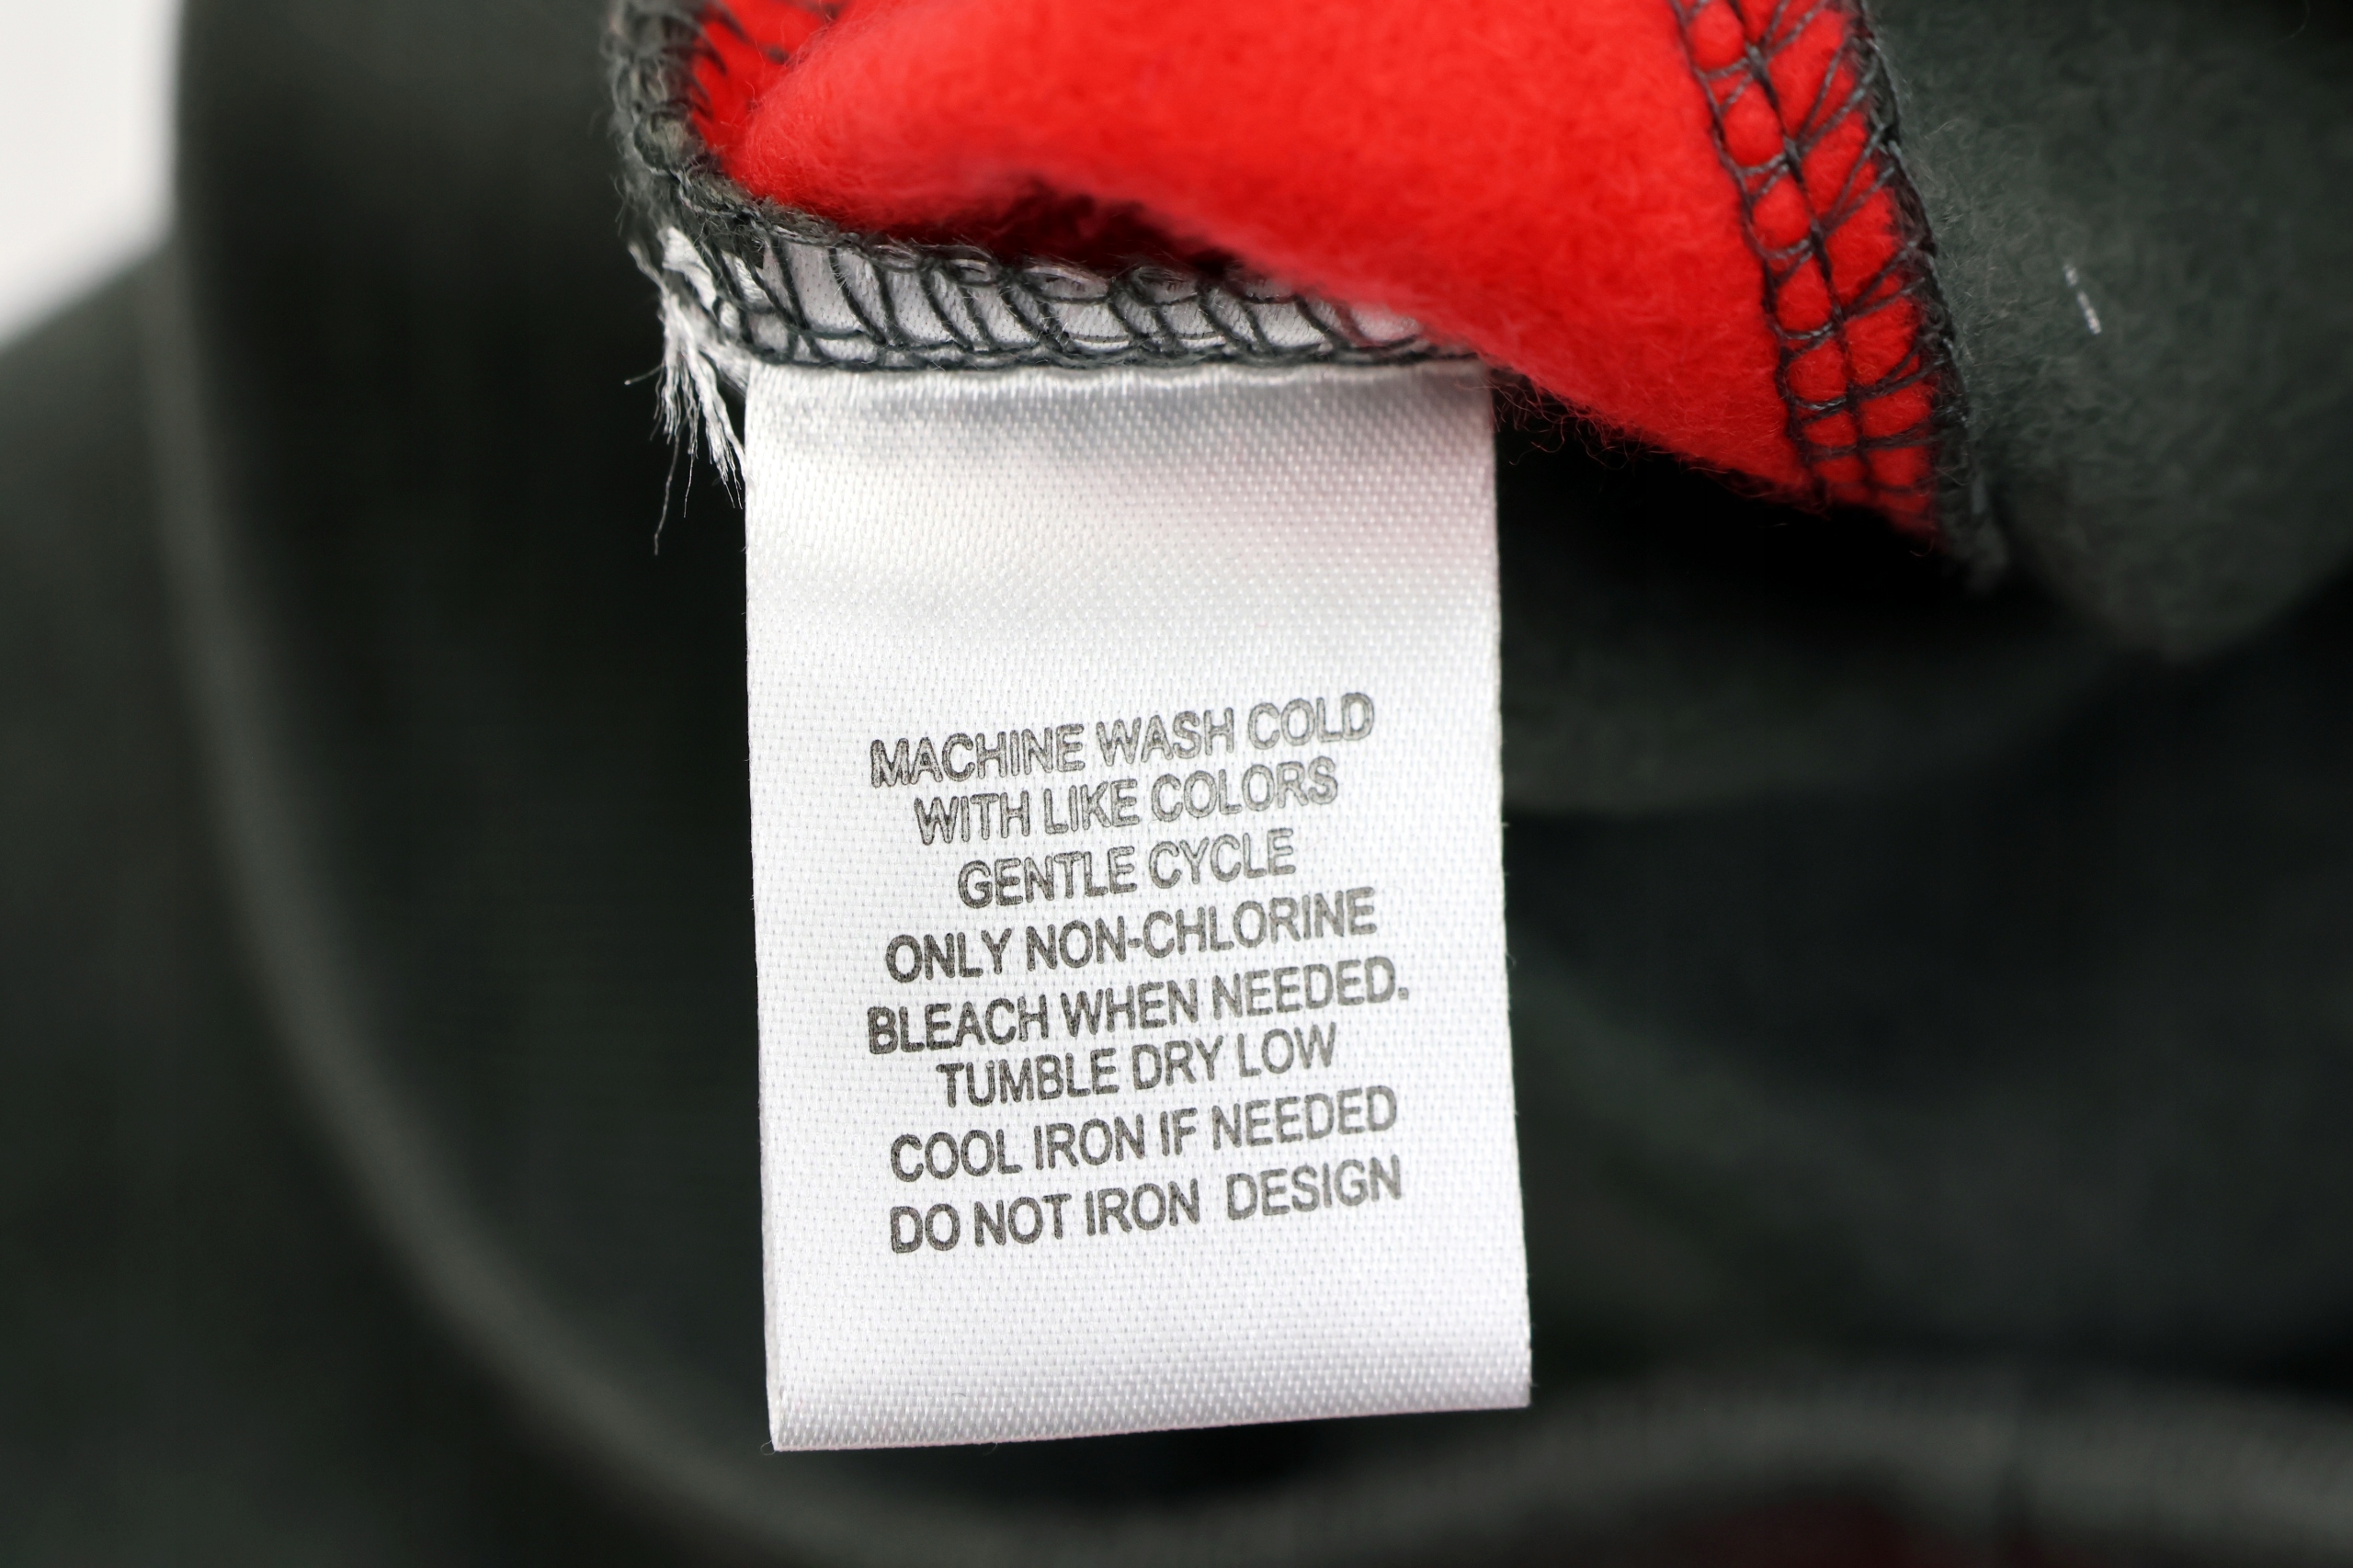 MACHINE WASH COLD
WITH LIKE COLORS
GENTLE CYCLE
ONLY NON-CHLORINE
BLEACH WHEN NEEDED.
TUMBLE DRY LOW
COOL IRON IF NEEDED
DO NOT IRON DESIGN